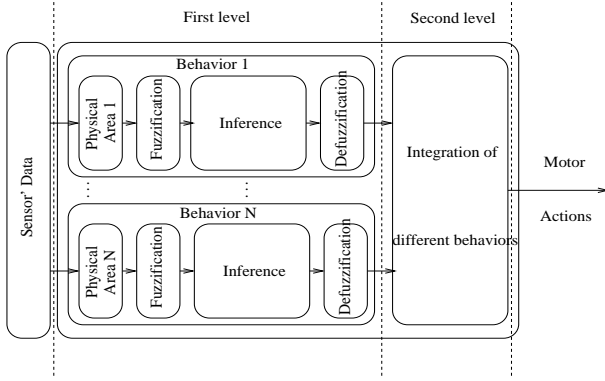 First level
Second level
Sensor' Data
Behavior 1
Physical
Area 1
Fuzzification
Inference
Defuzzification
Behavior N
Physical
Area N
Fuzzification
Inference
Defuzzification
Integration of
different behaviors
Motor
Actions